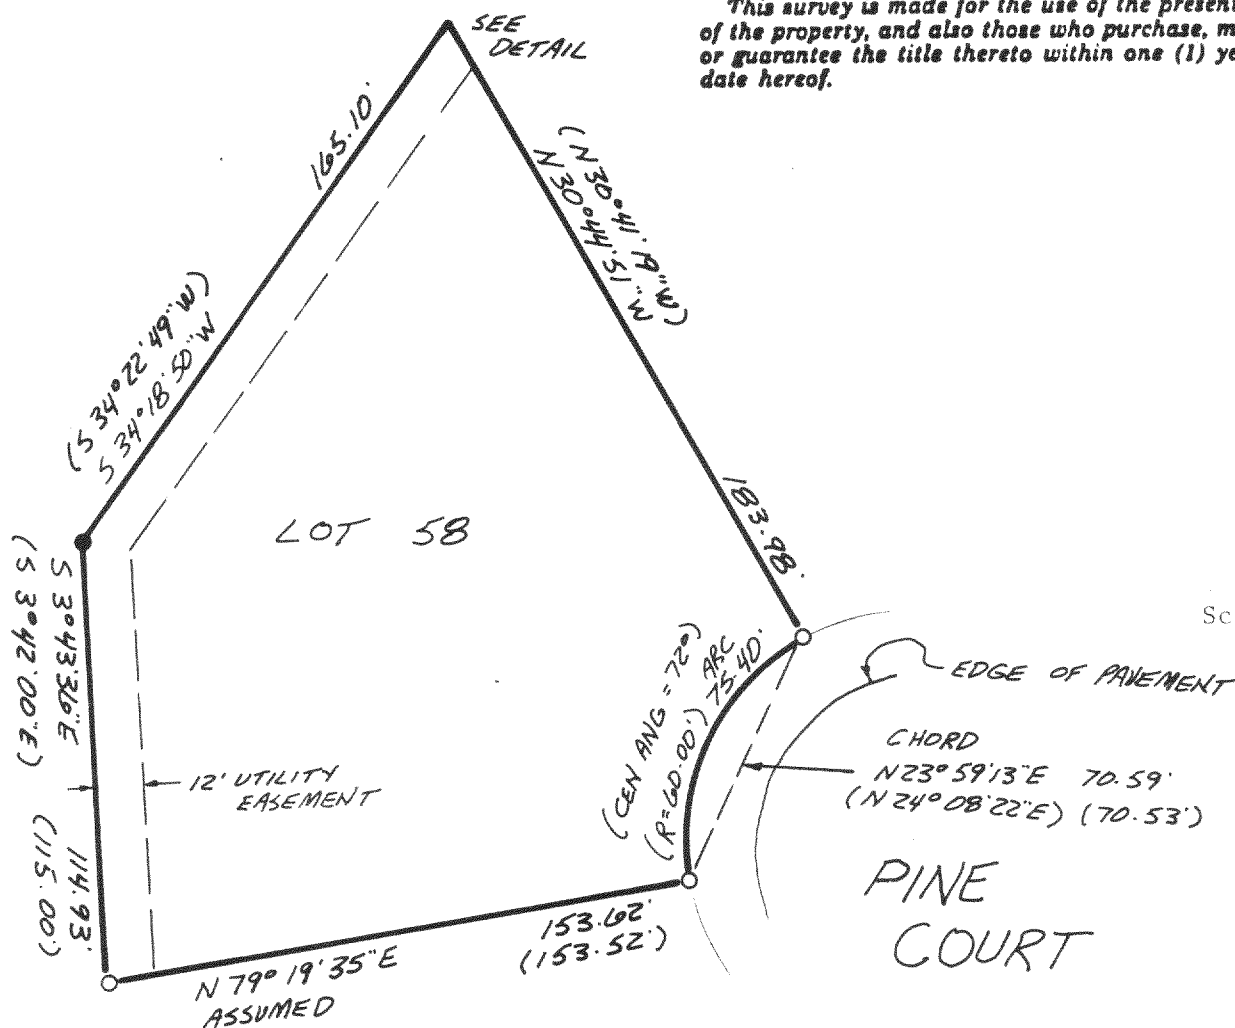 This survey is made for the use of the present
of the property, and also those who purchase, m
or guarantee the title thereto within one (1) ye
date hereof.
SEE
DETAIL
165.10'
(N 30°41'19"W)
N 30°44'51"W
(S 34°22'49"W)
S 34°18'50"W
183.98'
LOT 58
S 3°43'36"E
(S 3°42'00"E)
114.93'
(115.00')
12' UTILITY
EASEMENT
(CEN ANG = 72°)
(R=60.00')
ARC
75.40'
Sc
EDGE OF PAVEMENT
CHORD
N23°59'13"E 70.59'
(N 24°08'22"E) (70.53')
PINE
COURT
153.62'
(153.52')
N 79° 19'35"E
ASSUMED